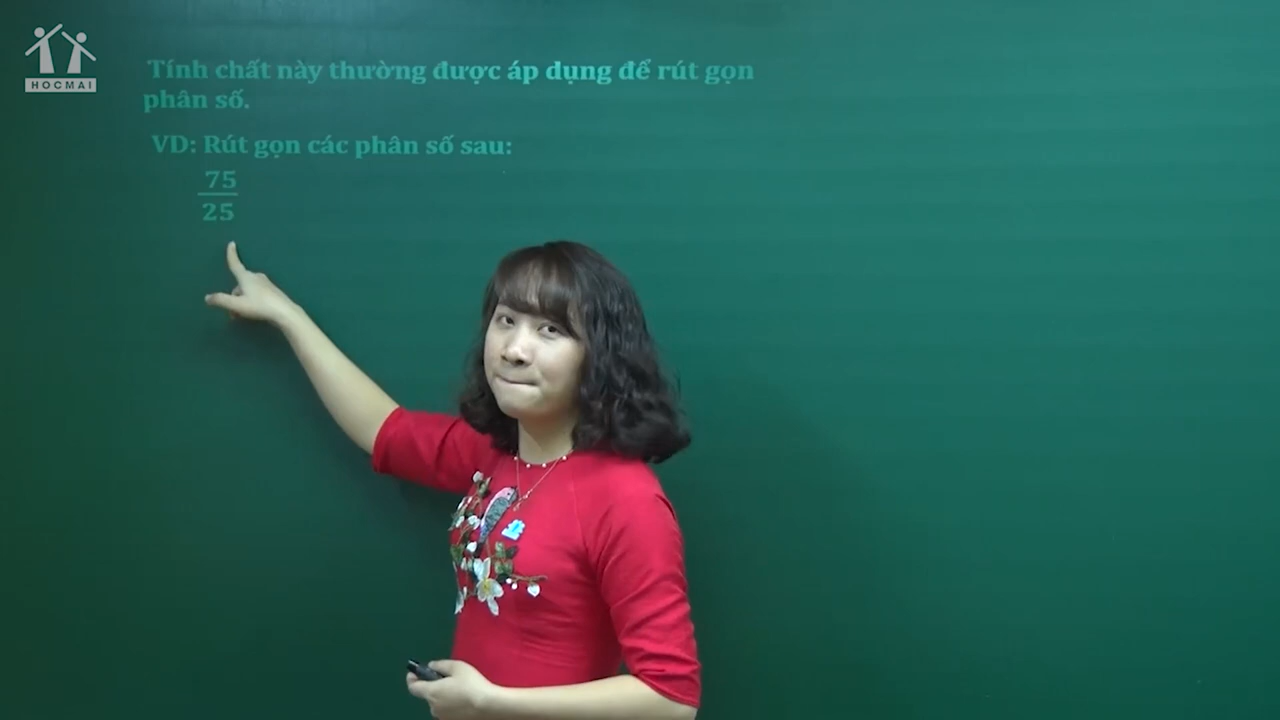 HOCMAI
Tính chất này thường được áp dụng để rút gọn
phân số.
VD: Rút gọn các phân số sau:
75
25